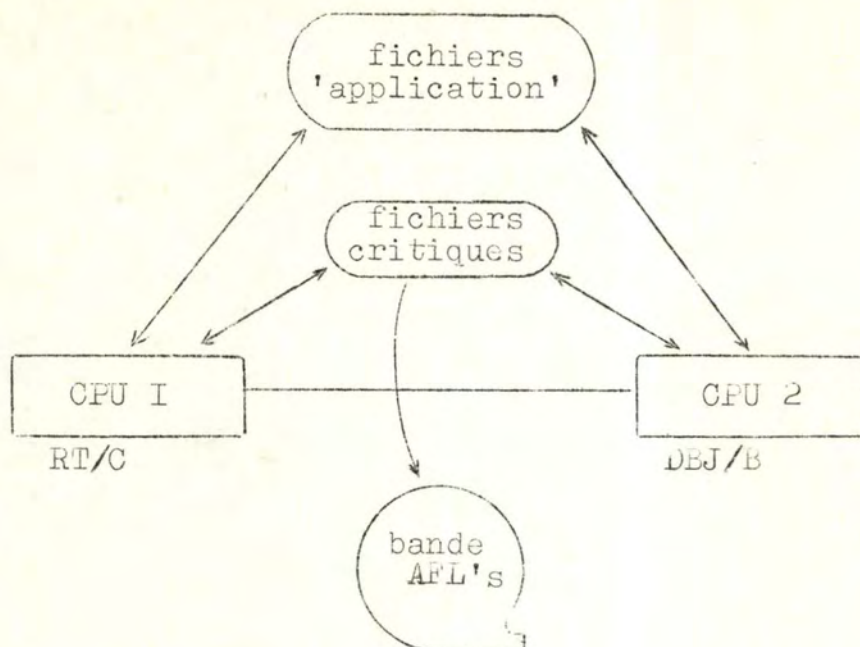 fichiers
'application'
fichiers
critiques
CPU I
CPU 2
RT/C
DBJ/B
bande
AFL's